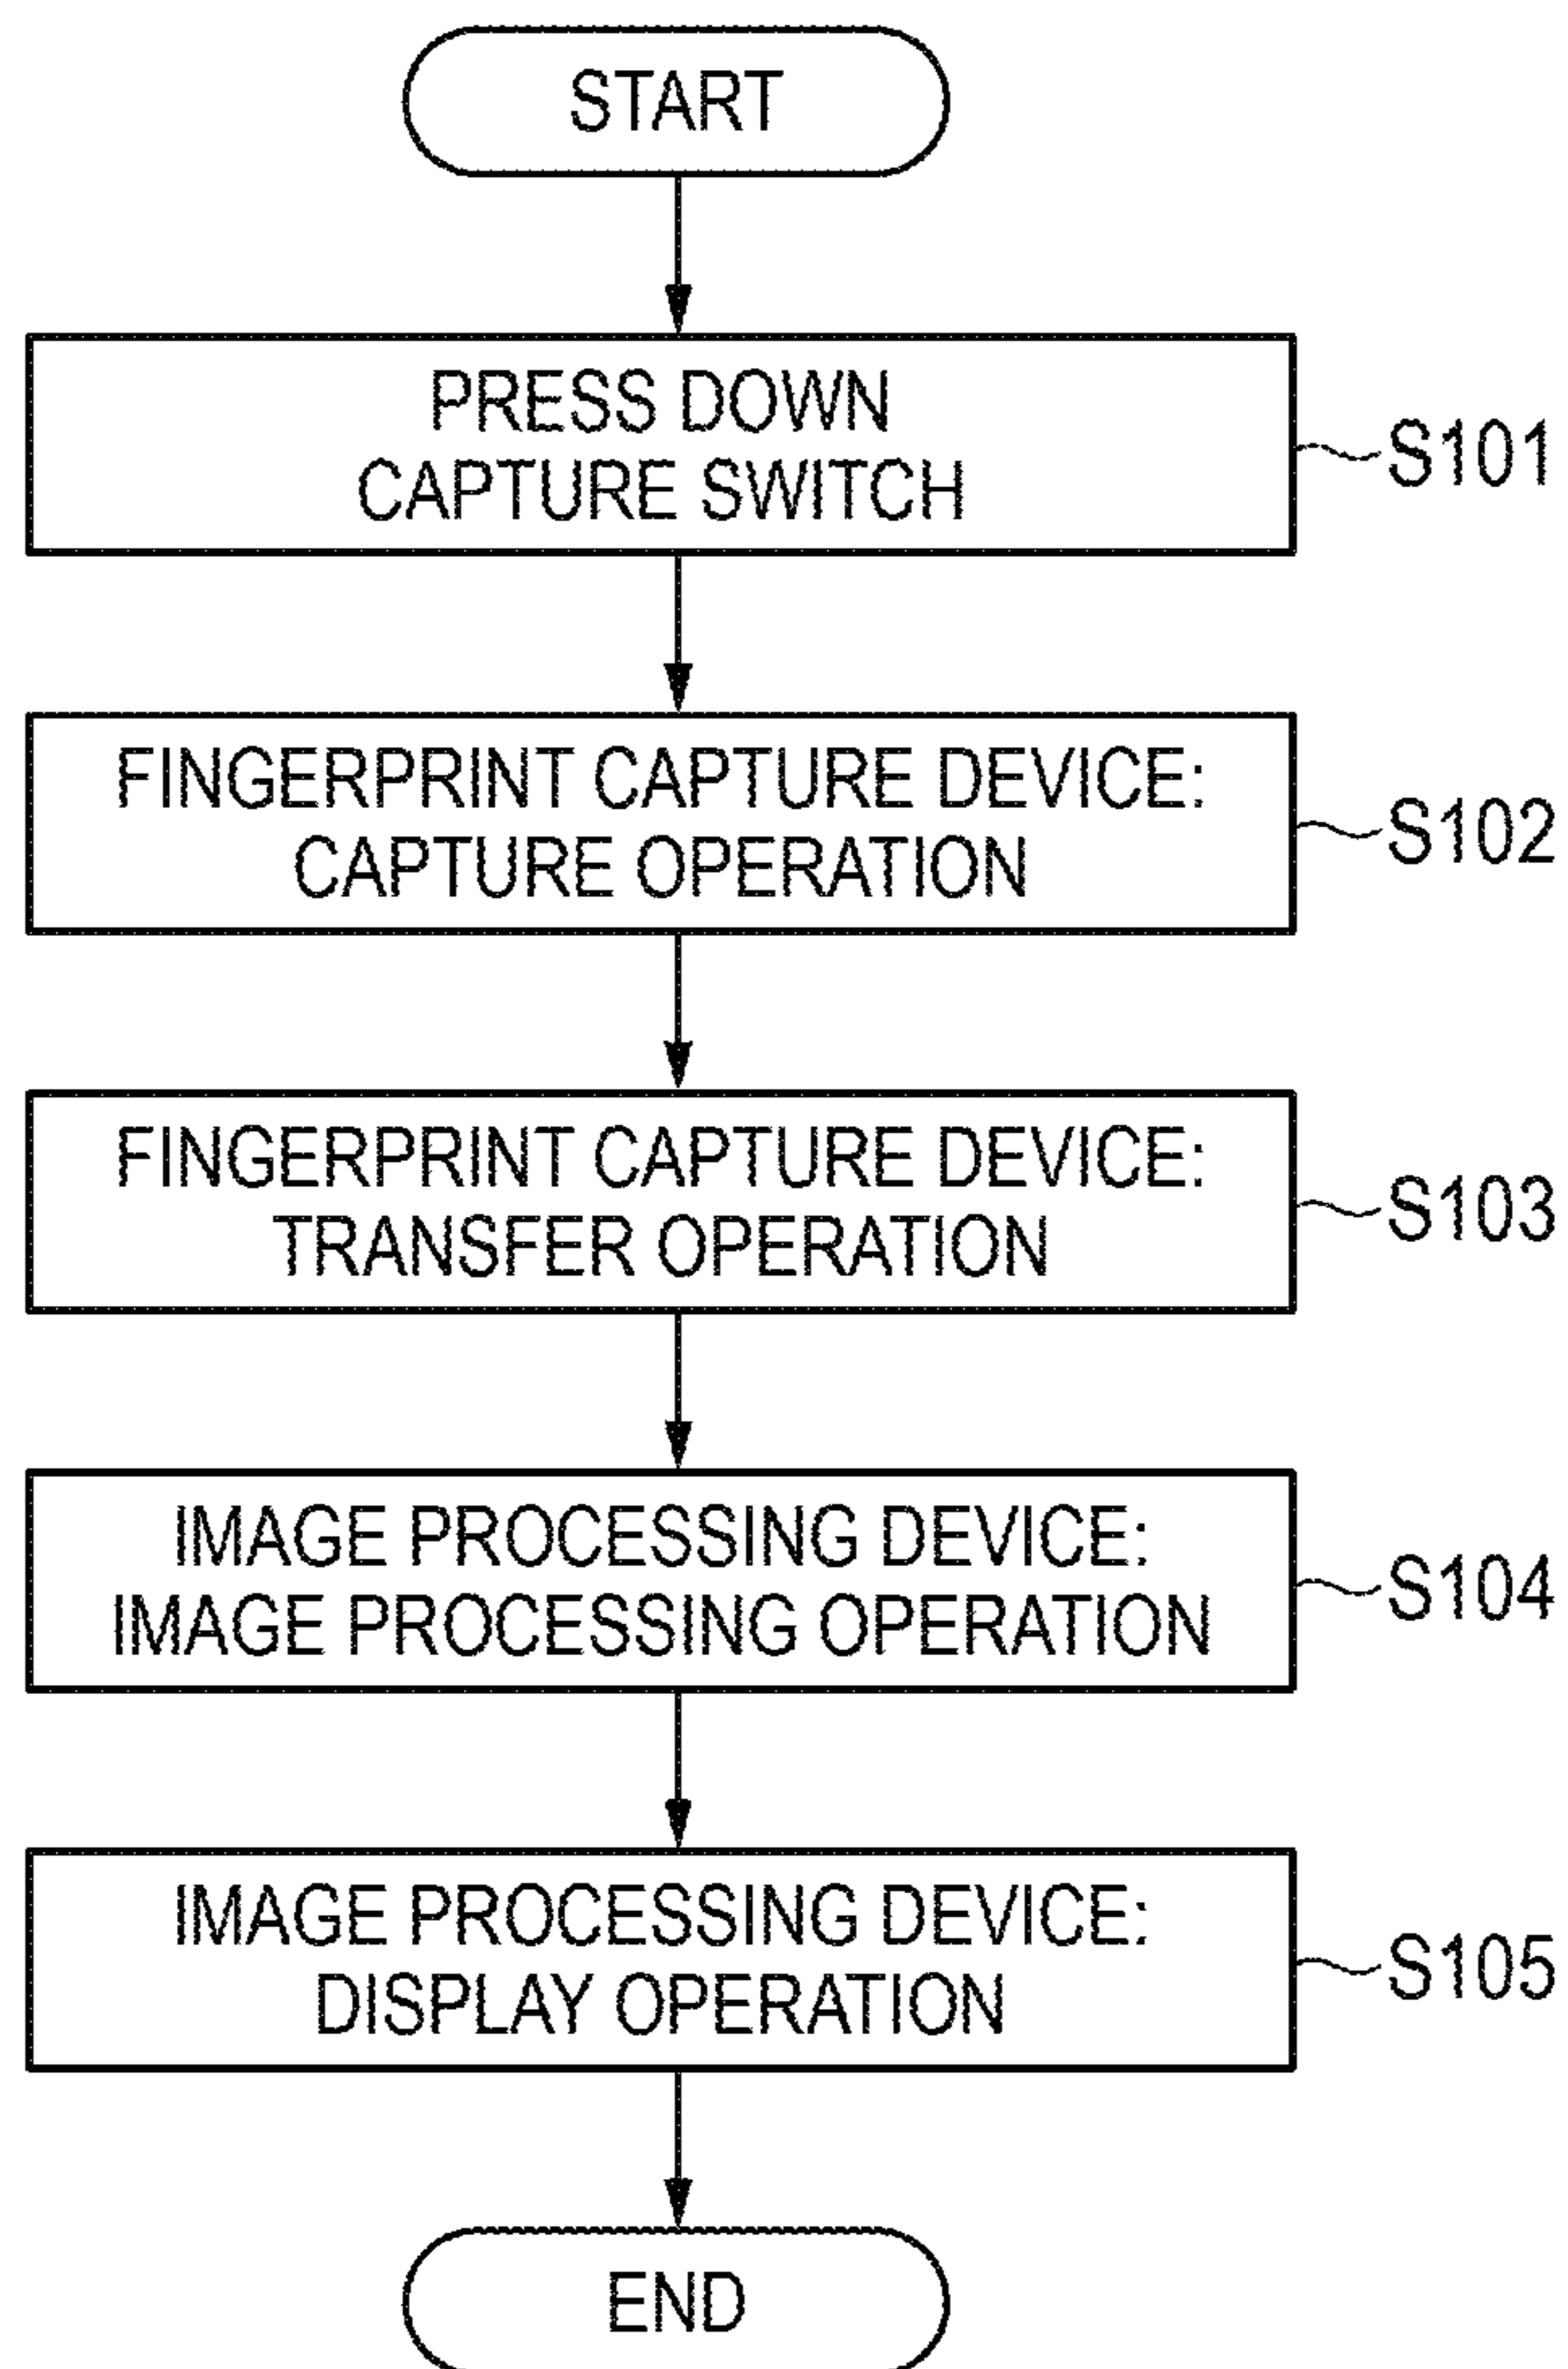 START
PRESS DOWN
CAPTURE SWITCH
S101
FINGERPRINT CAPTURE DEVICE:
CAPTURE OPERATION
S102
FINGERPRINT CAPTURE DEVICE:
TRANSFER OPERATION
S103
IMAGE PROCESSING DEVICE:
IMAGE PROCESSING OPERATION
S104
IMAGE PROCESSING DEVICE:
DISPLAY OPERATION
S105
END